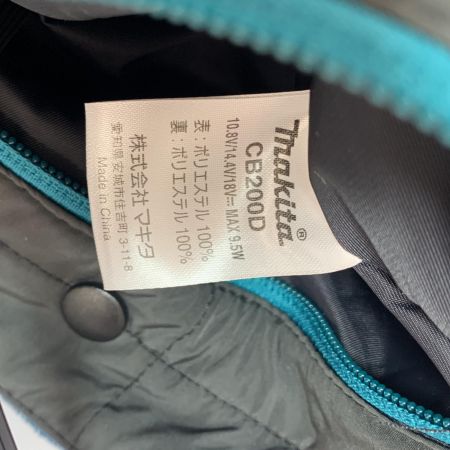 makita®
CB200D
10.8V/14.4V/18V⎓ MAX 9.5W
表：ポリエステル 100%
裏：ポリエステル 100%
株式会社 マキタ
愛知県安城市住吉町 3-11-8
Made in China